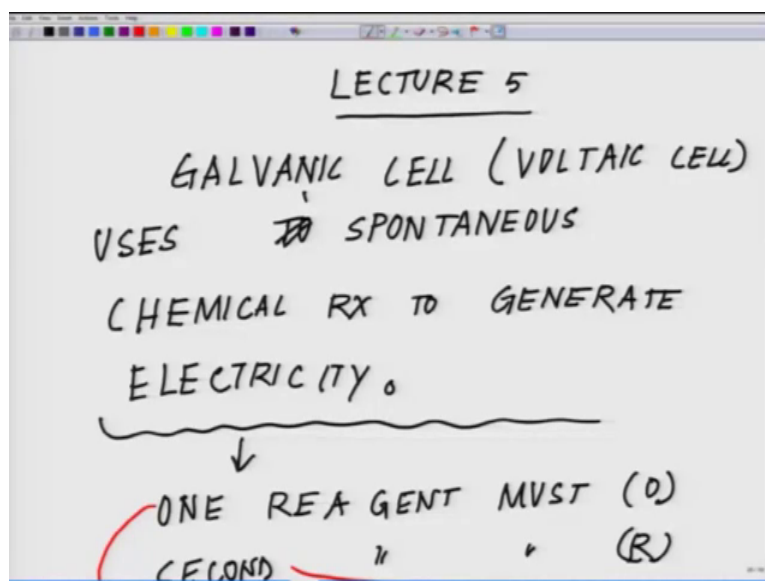 LECTURE 5
GALVANIC CELL (VOLTAIC CELL)
USES SPONTANEOUS
CHEMICAL RX TO GENERATE
ELECTRICITY.
ONE REAGENT MUST (O)
SECOND " " (R)